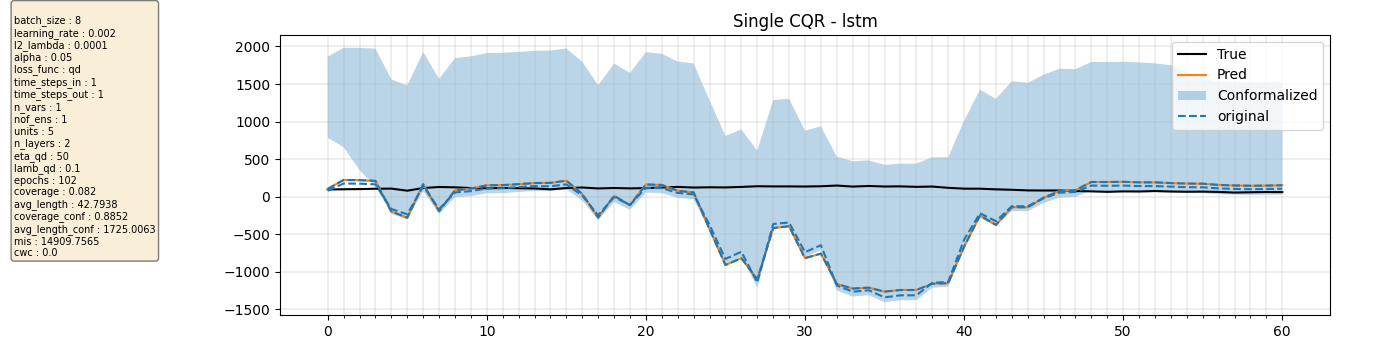 Single CQR - lstm
batch_size : 8
learning_rate : 0.002
l2_lambda : 0.0001
alpha : 0.05
loss_func : qd
time_steps_in : 1
time_steps_out : 1
n_vars : 1
nof_ens : 1
units : 5
n_layers : 2
eta_qd : 50
lamb_qd : 0.1
epochs : 102
coverage : 0.082
avg_length : 42.7938
coverage_conf : 0.8852
avg_length_conf : 1725.0063
mis : 14909.7565
cwc : 0.0
2000
1500
1000
500
0
−500
−1000
−1500
True
Pred
Conformalized
original
0 10 20 30 40 50 60